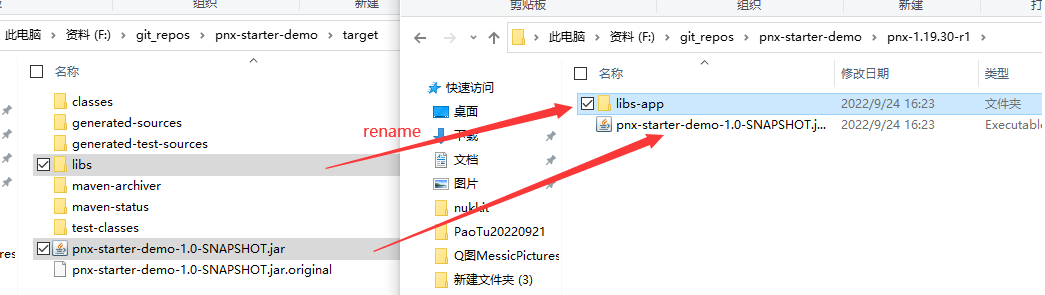 组织
新建
此电脑 > 资料 (F:) > git_repos > pnx-starter-demo > target
名称
classes
generated-sources
generated-test-sources
libs
maven-archiver
maven-status
test-classes
pnx-starter-demo-1.0-SNAPSHOT.jar
pnx-starter-demo-1.0-SNAPSHOT.jar.original
rename
剪贴板
组织
新建
此电脑 > 资料 (F:) > git_repos > pnx-starter-demo > pnx-1.19.30-r1 >
快速访问
桌面
下载
文档
图片
nukkit
PaoTu20220921
Q图MessicPictures
新建文件夹 (3)
名称
修改日期
类型
libs-app
2022/9/24 16:23
文件夹
pnx-starter-demo-1.0-SNAPSHOT.j...
2022/9/24 16:23
Executable